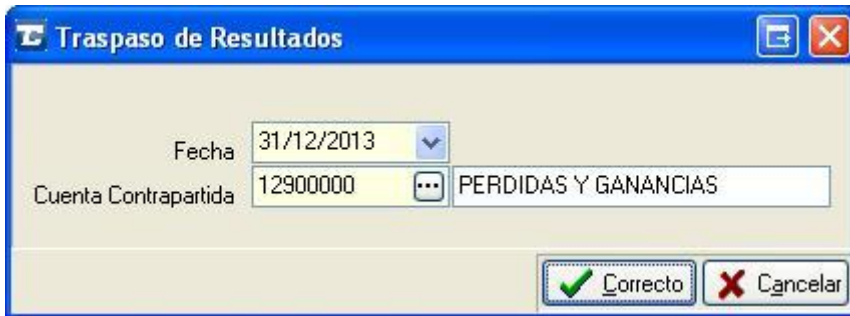 Traspaso de Resultados
Fecha 31/12/2013
Cuenta Contrapartida 12900000 ... PERDIDAS Y GANANCIAS
Correcto Cancelar